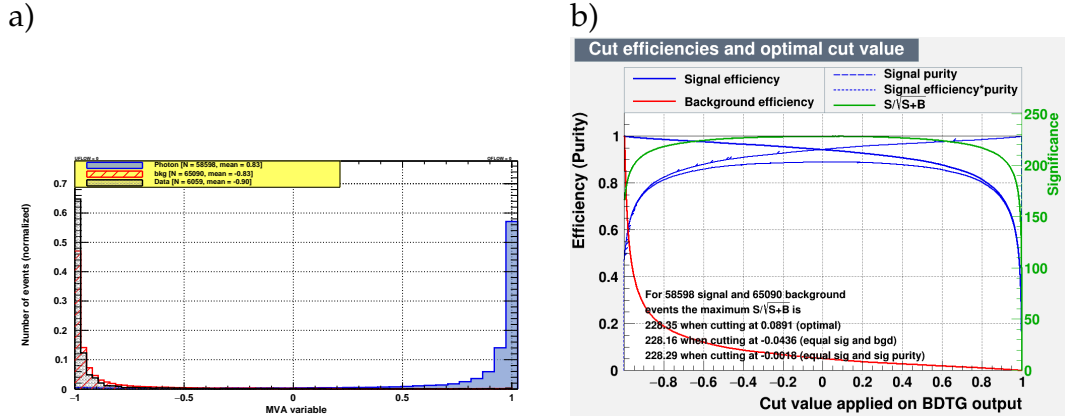 a)
UFLOW = 0
OFLOW = 0
Photon [N = 58598, mean = 0.83]
bkg [N = 65090, mean = -0.83]
Data [N = 6059, mean = -0.90]
Number of events (normalized)
0.7
0.6
0.5
0.4
0.3
0.2
0.1
0
−1
−0.5
0
0.5
1
MVA variable
b)
Cut efficiencies and optimal cut value
Signal efficiency
Background efficiency
Signal purity
Signal efficiency*purity
S/√S+B
Efficiency (Purity)
1
0.8
0.6
0.4
0.2
0
Significance
250
200
150
100
50
0
For 58598 signal and 65090 background
events the maximum S/√S+B is
228.35 when cutting at 0.0891 (optimal)
228.16 when cutting at -0.0436 (equal sig and bgd)
228.29 when cutting at -0.0018 (equal sig and sig purity)
−0.8 −0.6 −0.4 −0.2 0 0.2 0.4 0.6 0.8 1
Cut value applied on BDTG output